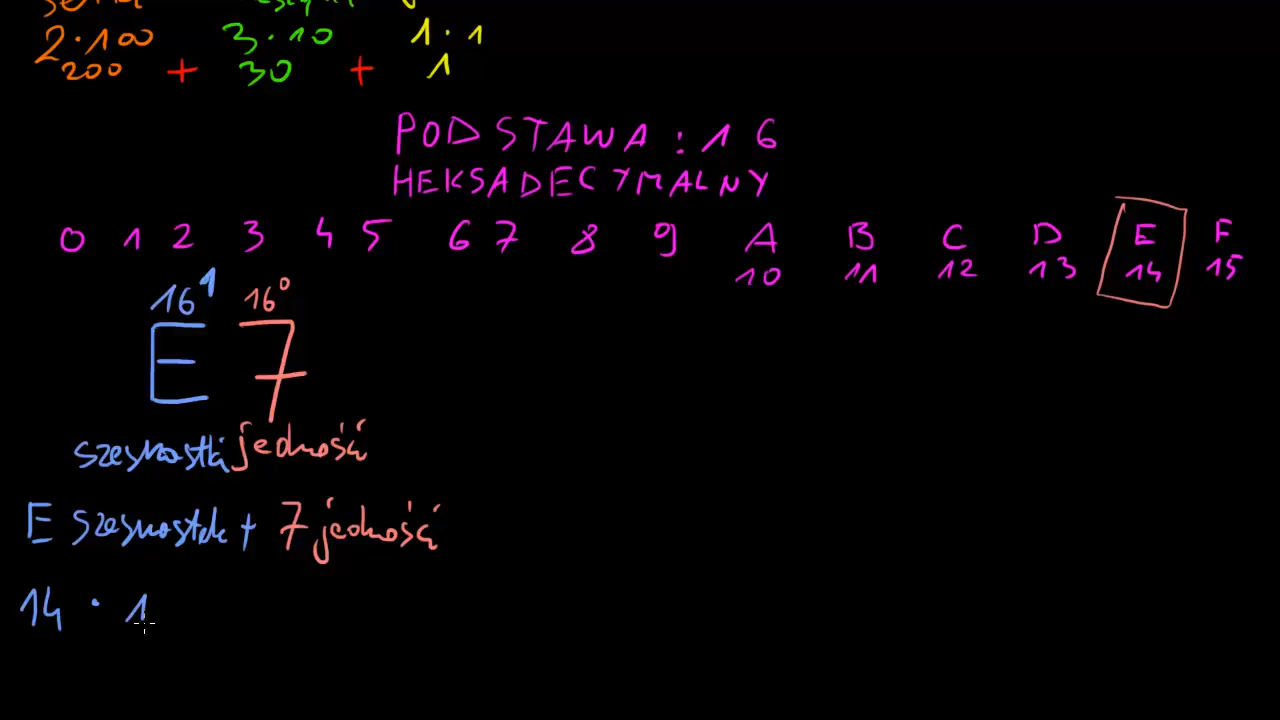 2·100 3·10 1·1
200 + 30 + 1
PODSTAWA: 16
HEKSADECYMALNY
0 1 2 3 4 5 6 7 8 9 A B C D E F
10 11 12 13 14 15
16¹ 16⁰
E 7
szesnastki jedności
E szesnastek + 7 jedności
14 · 1